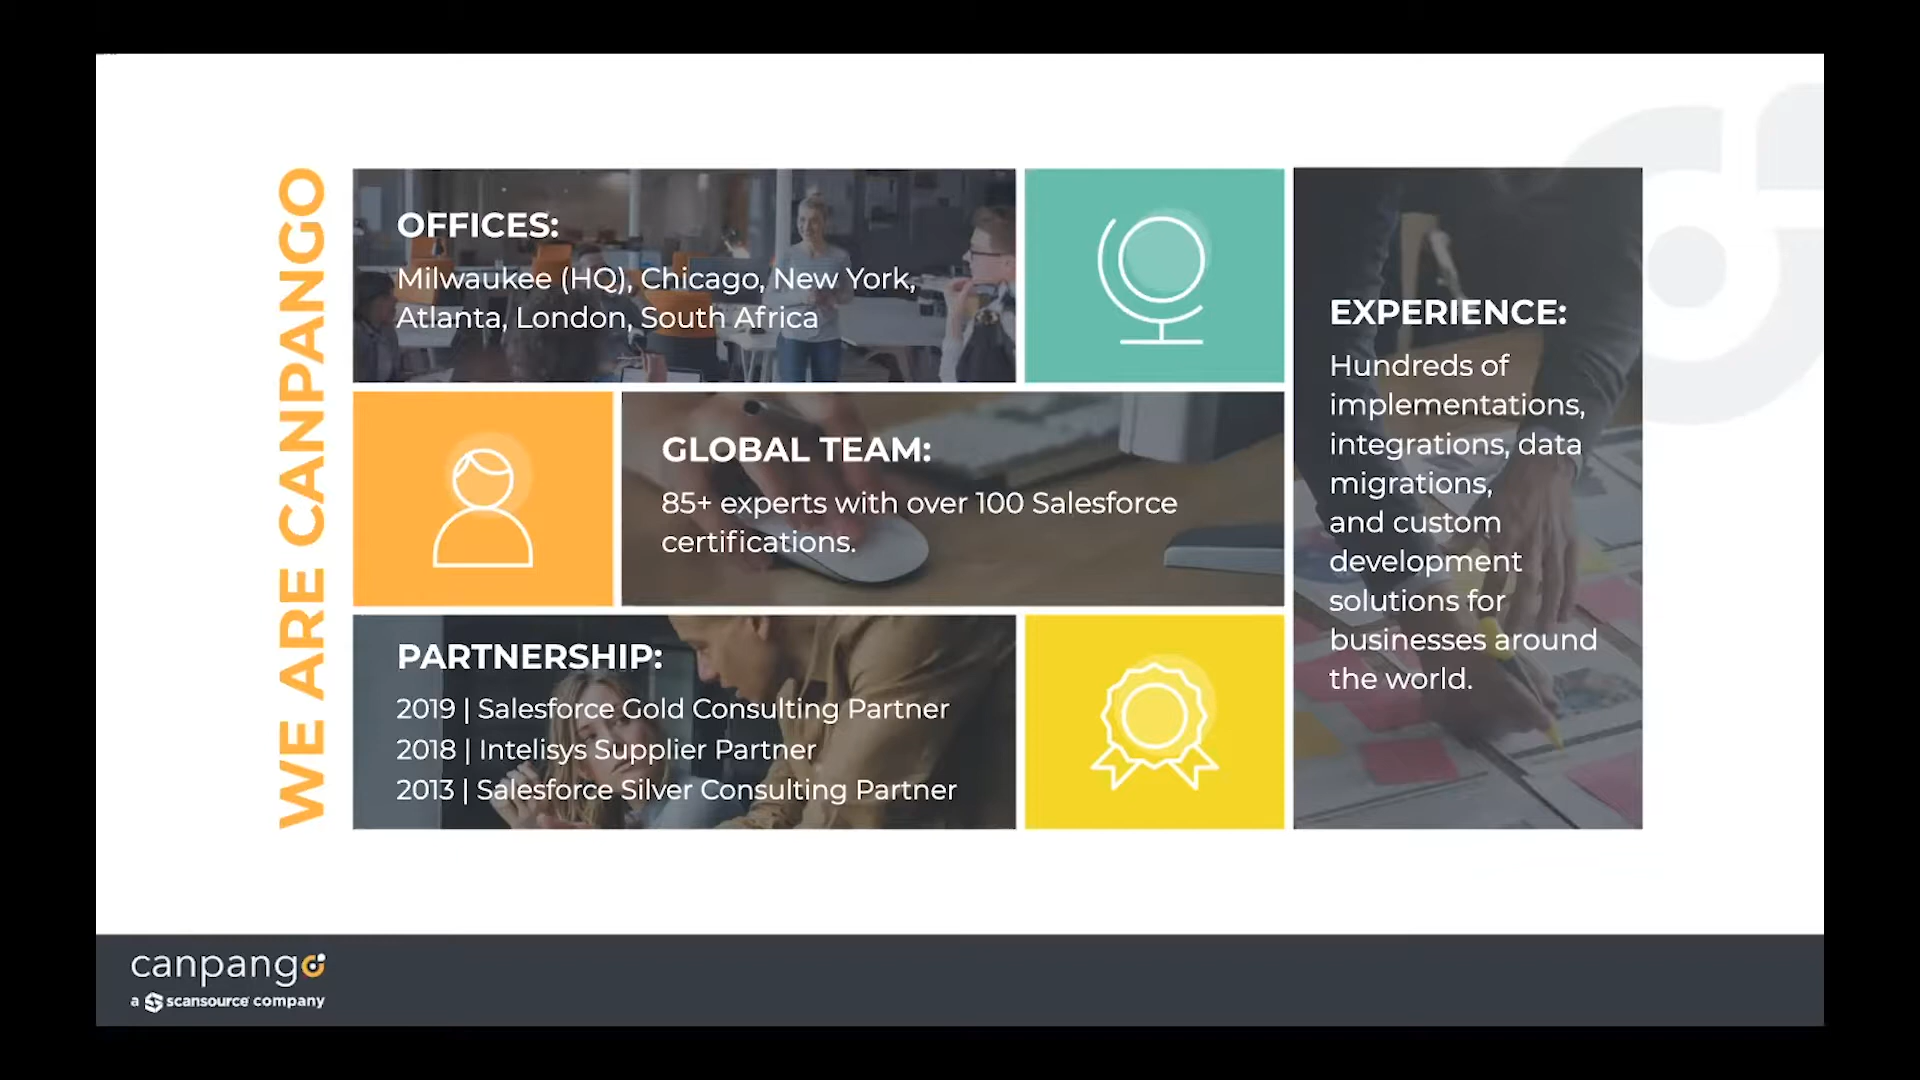 WE ARE CANPANGO
OFFICES:
Milwaukee (HQ), Chicago, New York,
Atlanta, London, South Africa
GLOBAL TEAM:
85+ experts with over 100 Salesforce
certifications.
PARTNERSHIP:
2019 | Salesforce Gold Consulting Partner
2018 | Intelisys Supplier Partner
2013 | Salesforce Silver Consulting Partner
EXPERIENCE:
Hundreds of
implementations,
integrations, data
migrations,
and custom
development
solutions for
businesses around
the world.
canpango
a scansource company